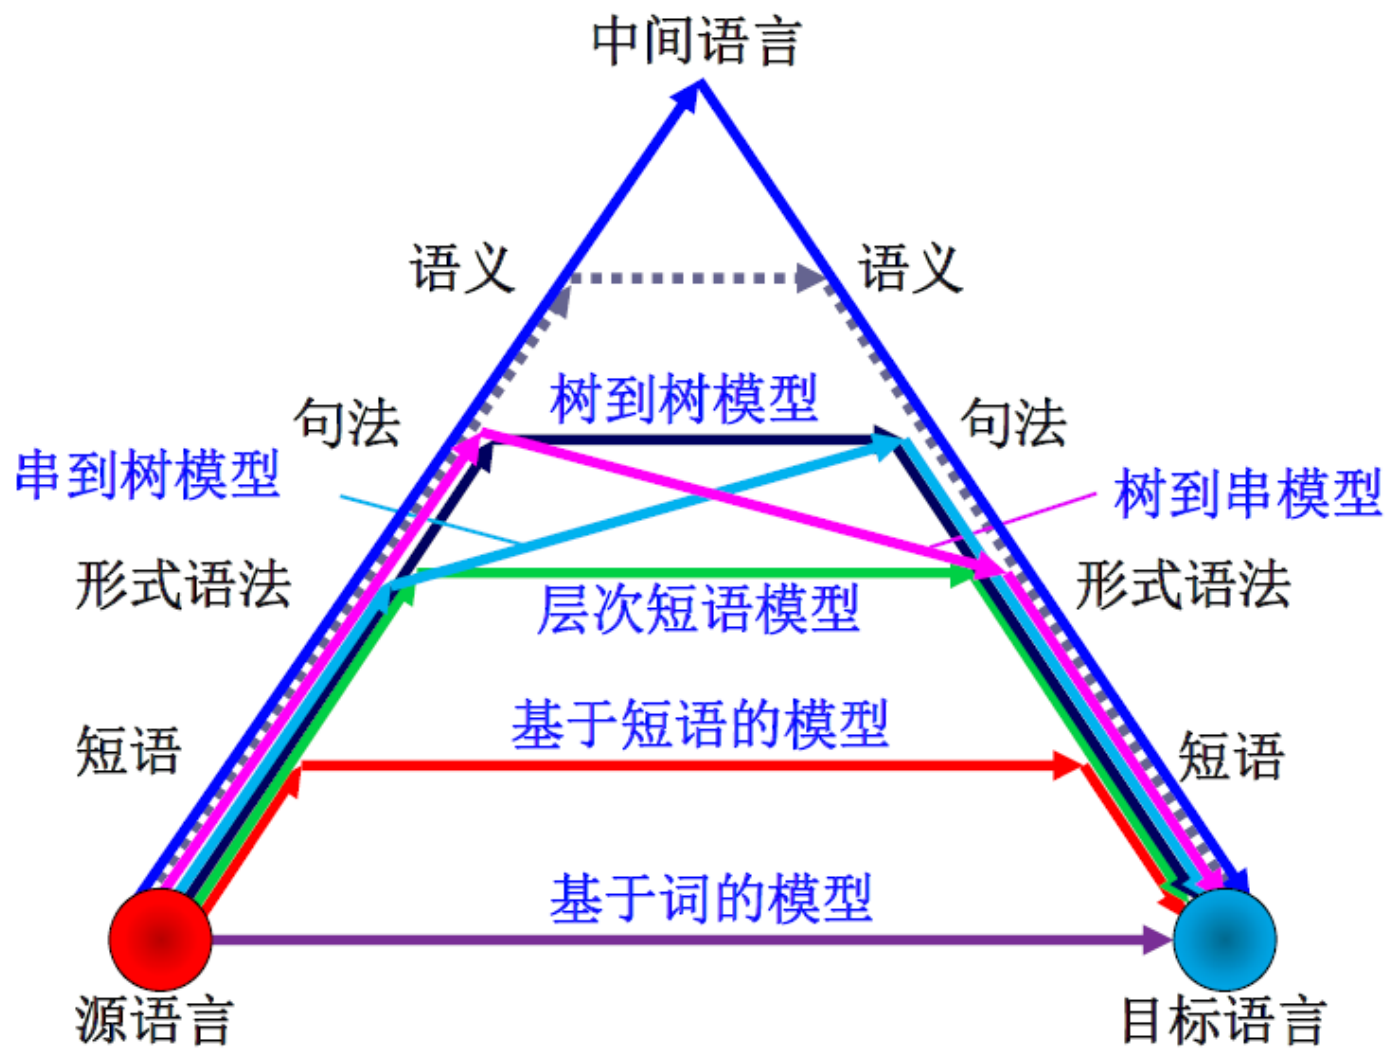 中间语言
语义
语义
树到树模型
句法
句法
串到树模型
树到串模型
形式语法
形式语法
层次短语模型
基于短语的模型
短语
短语
基于词的模型
源语言
目标语言